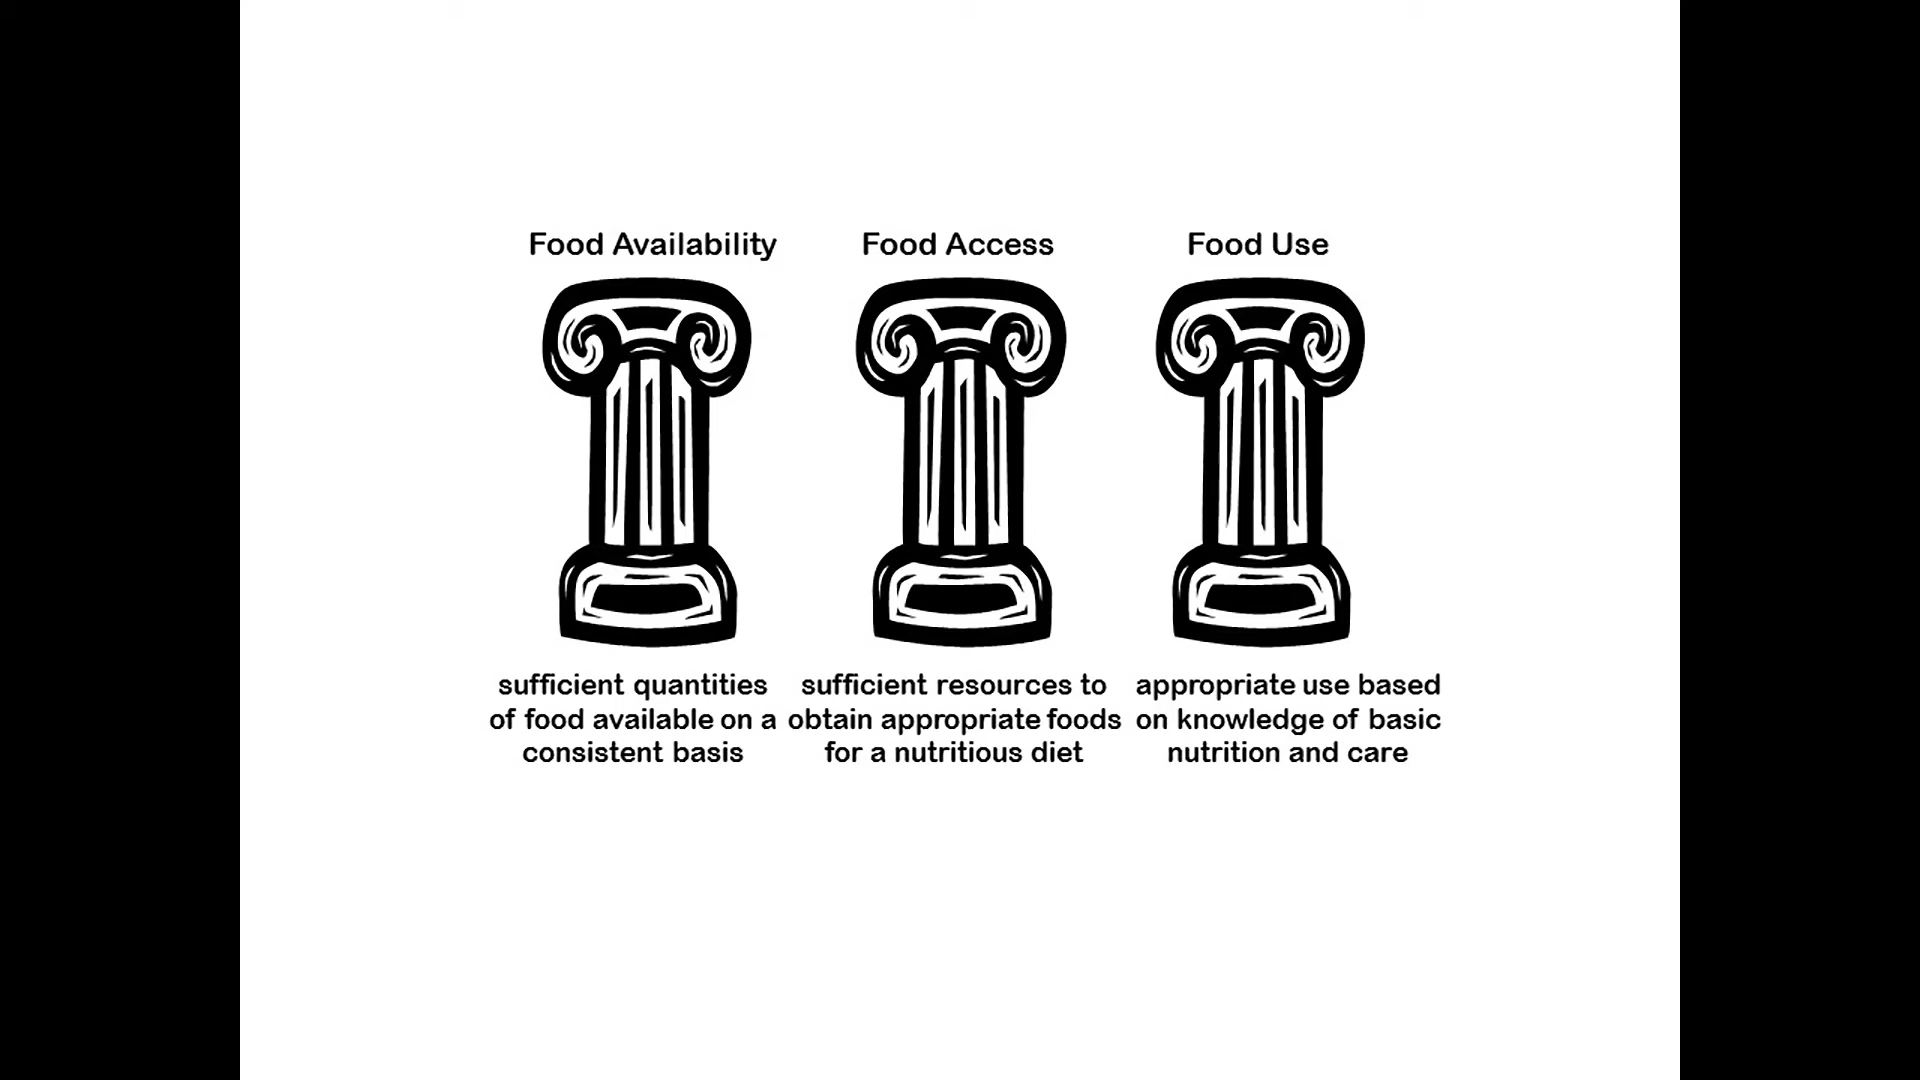 Food Availability
sufficient quantities
of food available on a
consistent basis
Food Access
sufficient resources to
obtain appropriate foods
for a nutritious diet
Food Use
appropriate use based
on knowledge of basic
nutrition and care